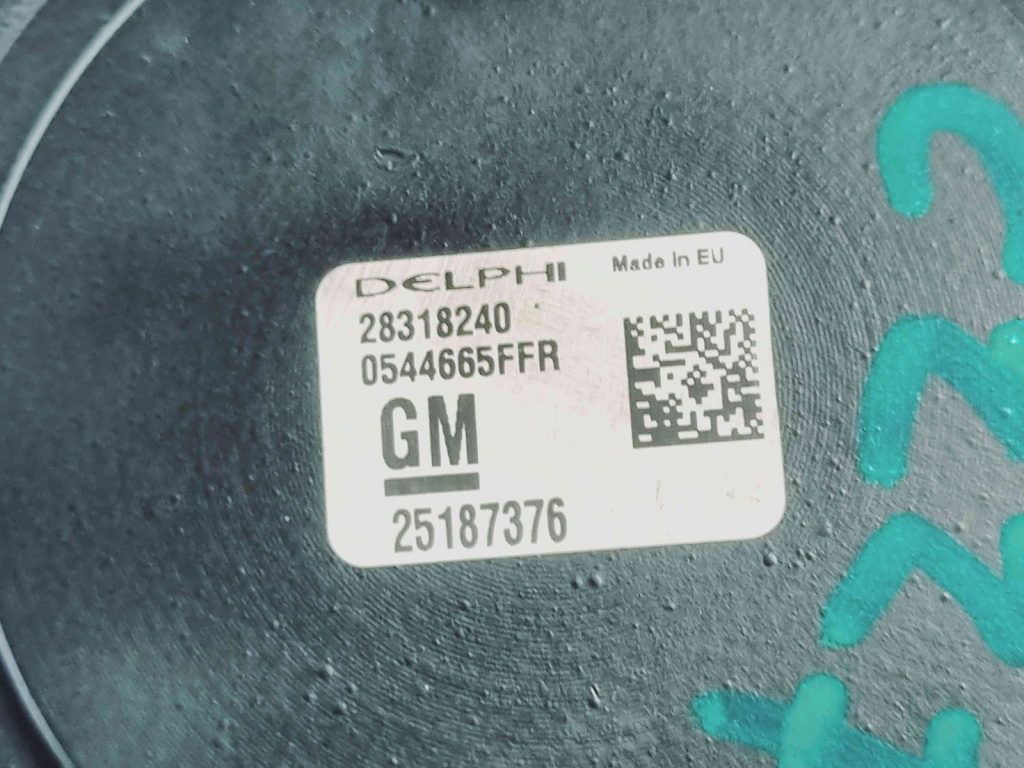 DELPHI
Made In EU
28318240
0544665FFR
GM
25187376